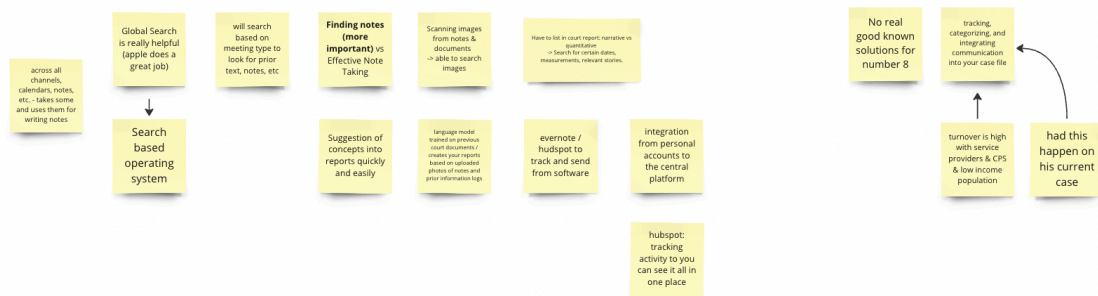 across all
channels,
calendars, notes,
etc. - takes some
and uses them for
writing notes
Global Search
is really helpful
(apple does a
great job)
Search
based
operating
system
will search
based on
meeting type to
look for prior
text, notes, etc
Finding notes
(more
important) vs
Effective Note
Taking
Suggestion of
concepts into
reports quickly
and easily
Scanning images
from notes &
documents
-> able to search
images
language model
trained on previous
court documents /
creates your reports
based on uploaded
photos of notes and
prior information logs
Have to list in court report: narrative vs
quantitative
-> Search for certain dates,
measurements, relevant stories.
evernote /
hudspot to
track and send
from software
integration
from personal
accounts to
the central
platform
hubspot:
tracking
activity to you
can see it all in
one place
No real
good known
solutions for
number 8
tracking,
categorizing, and
integrating
communication
into your case file
turnover is high
with service
providers & CPS
& low income
population
had this
happen on
his current
case